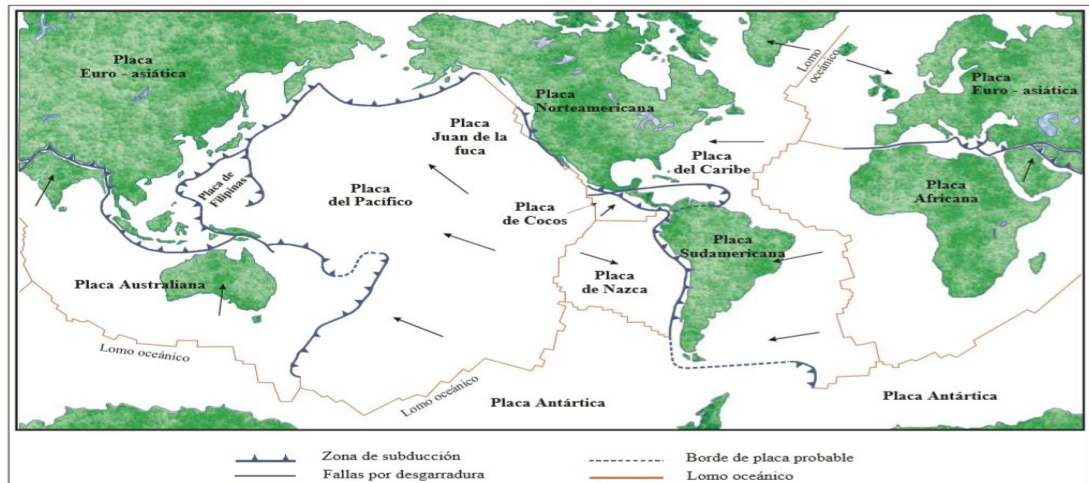 Placa
Euro - asiática
Placa de
Filipinas
Placa
del Pacífico
Placa Australiana
Lomo oceánico
Placa
Juan de la
fuca
Placa
Norteamericana
Placa
de Cocos
Placa
del Caribe
Placa
de Nazca
Placa
Sudamericana
Lomo
oceánico
Placa
Euro - asiática
Placa
Africana
Lomo oceánico
Placa Antártica
Placa Antártica
Zona de subducción
Fallas por desgarradura
Borde de placa probable
Lomo oceánico